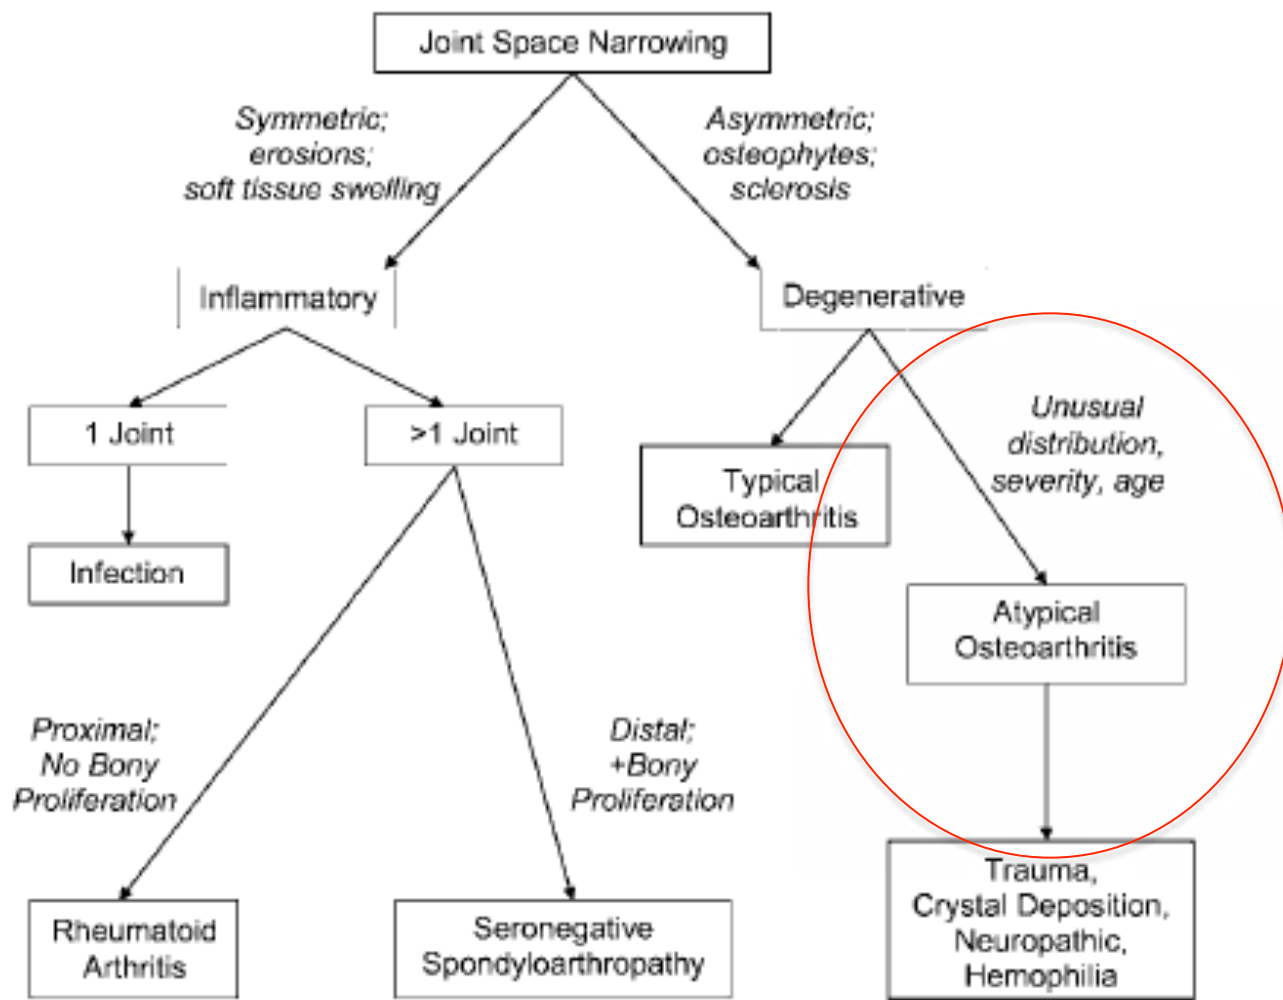 Joint Space Narrowing
Symmetric;
erosions;
soft tissue swelling
Asymmetric;
osteophytes;
sclerosis
Inflammatory
Degenerative
1 Joint
>1 Joint
Unusual
distribution,
severity, age
Typical
Osteoarthritis
Infection
Atypical
Osteoarthritis
Proximal;
No Bony
Proliferation
Distal;
+Bony
Proliferation
Rheumatoid
Arthritis
Seronegative
Spondyloarthropathy
Trauma,
Crystal Deposition,
Neuropathic,
Hemophilia